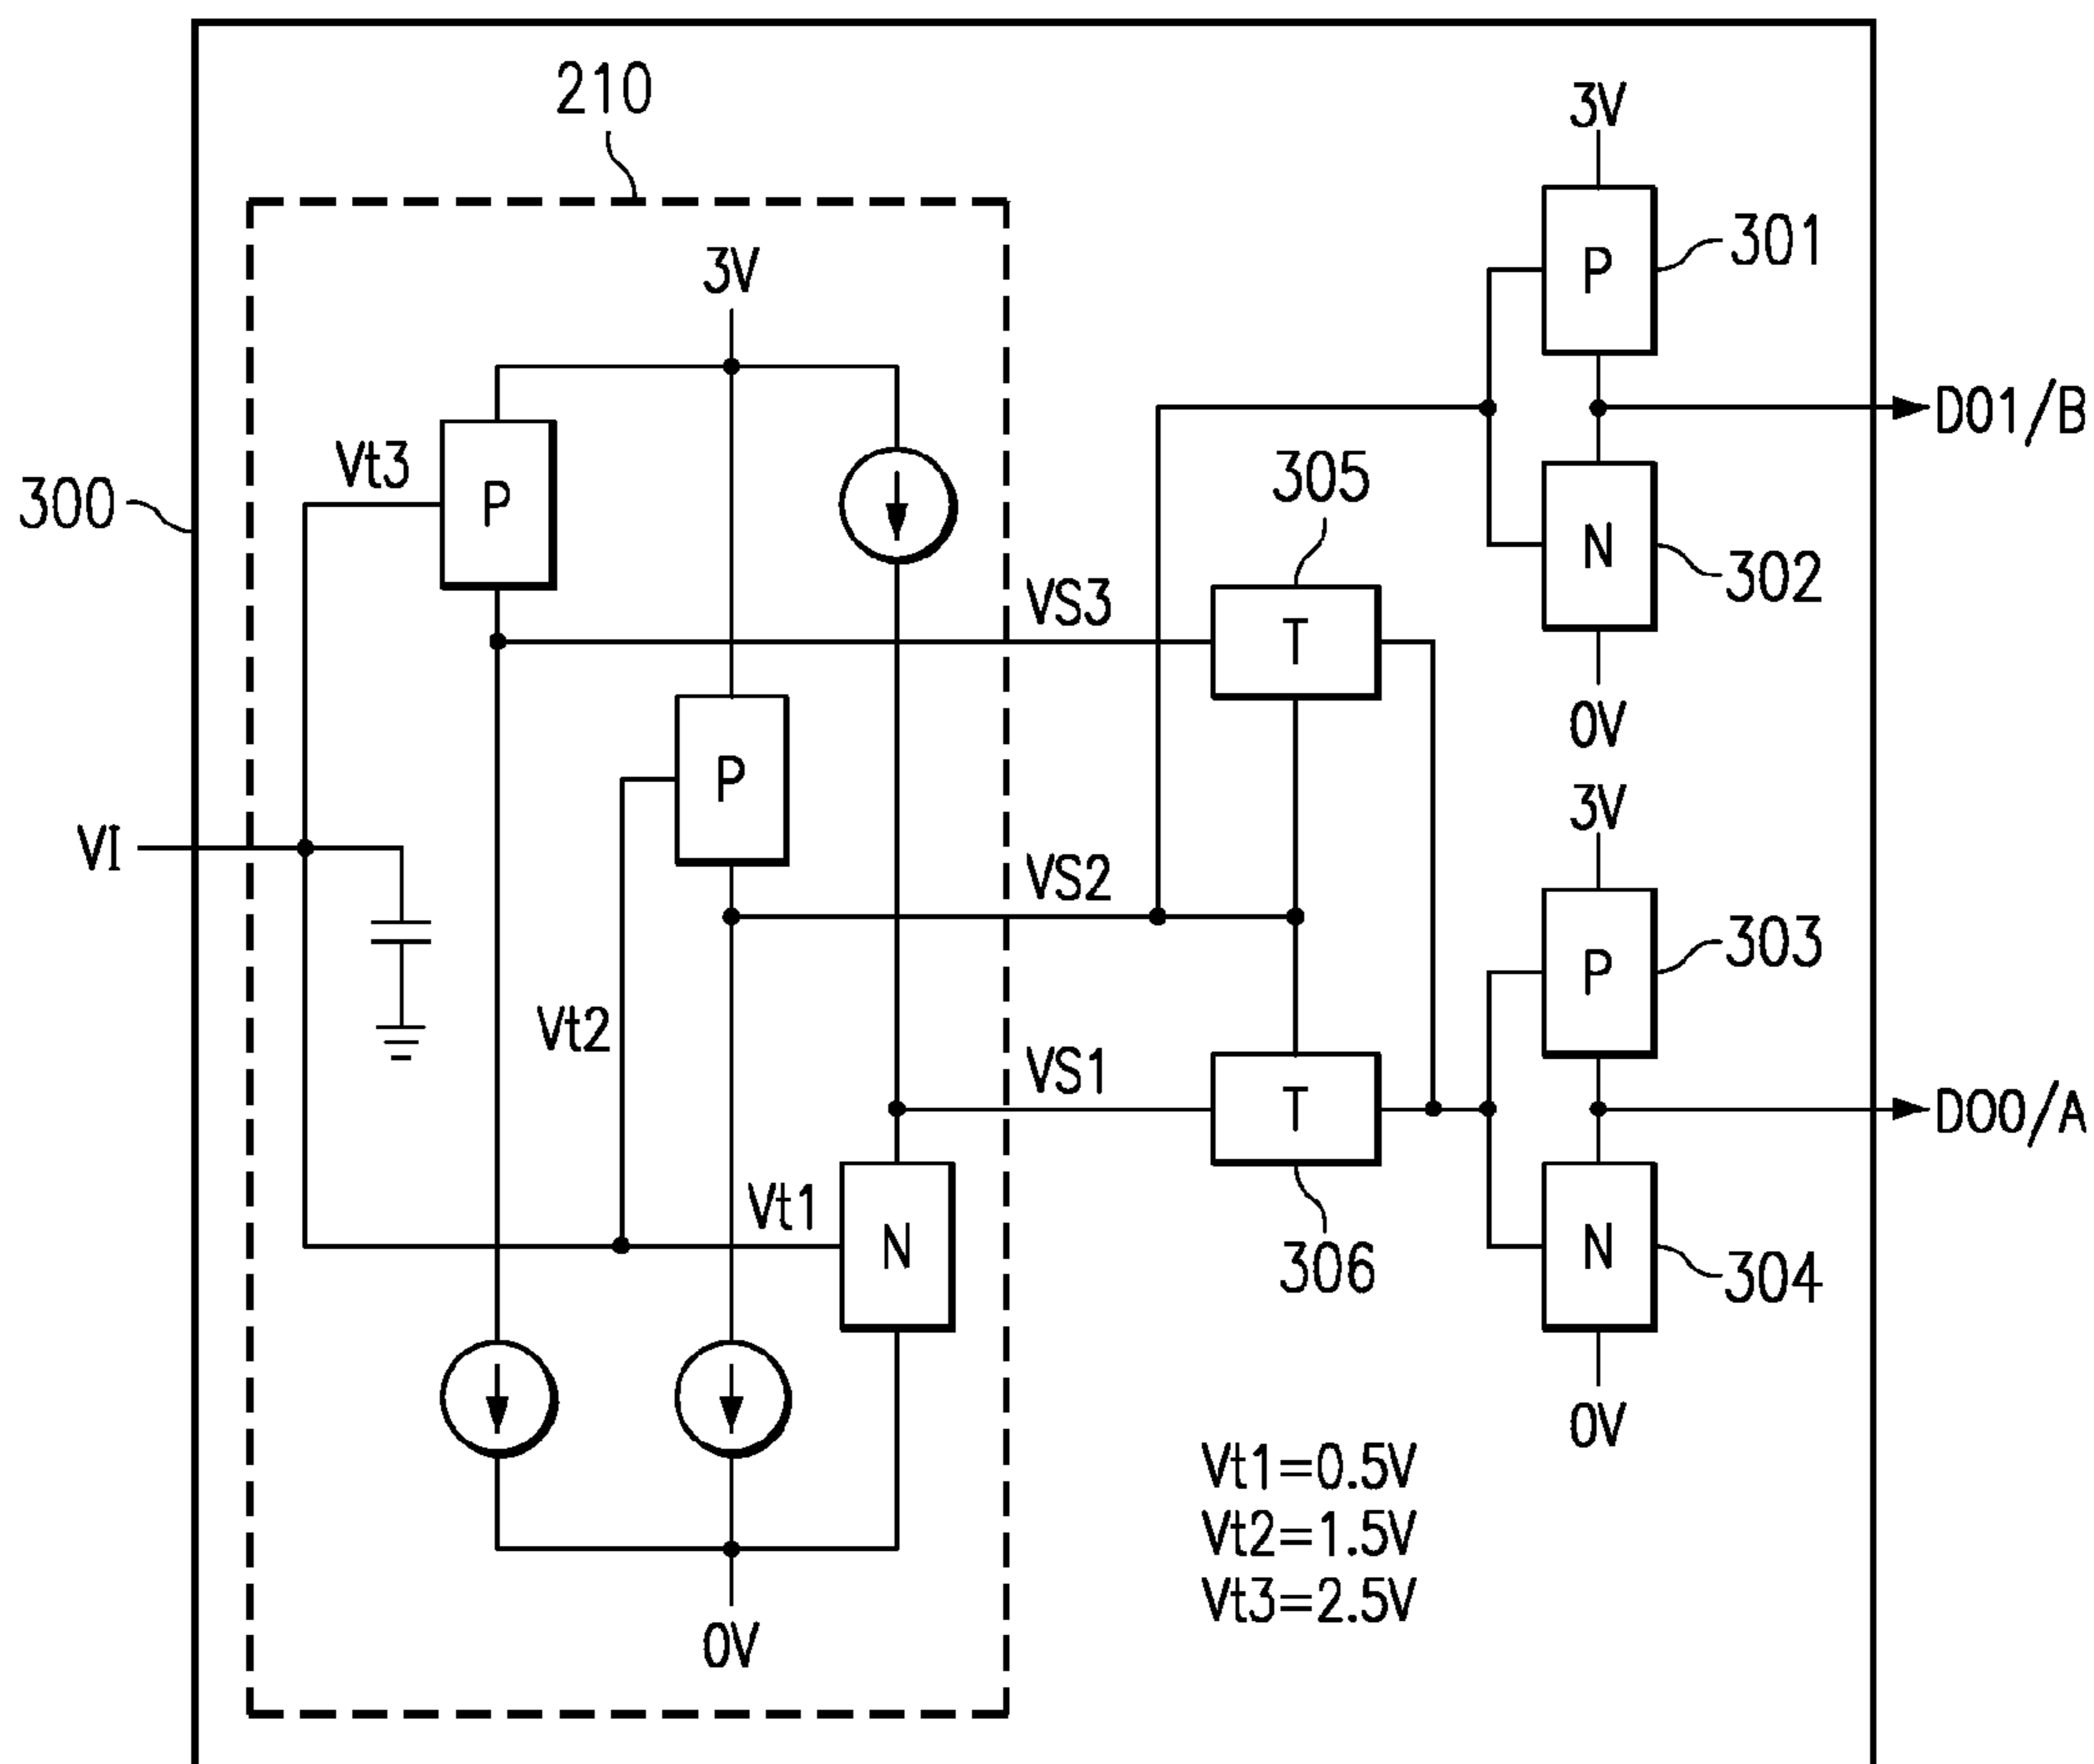 210
3V
301
P
3V
D01/B
Vt3
P
305
300
N
302
VS3
T
P
0V
3V
VI
VS2
303
P
Vt2
VS1
T
D00/A
Vt1
N
306
N
304
0V
Vt1=0.5V
Vt2=1.5V
Vt3=2.5V
0V